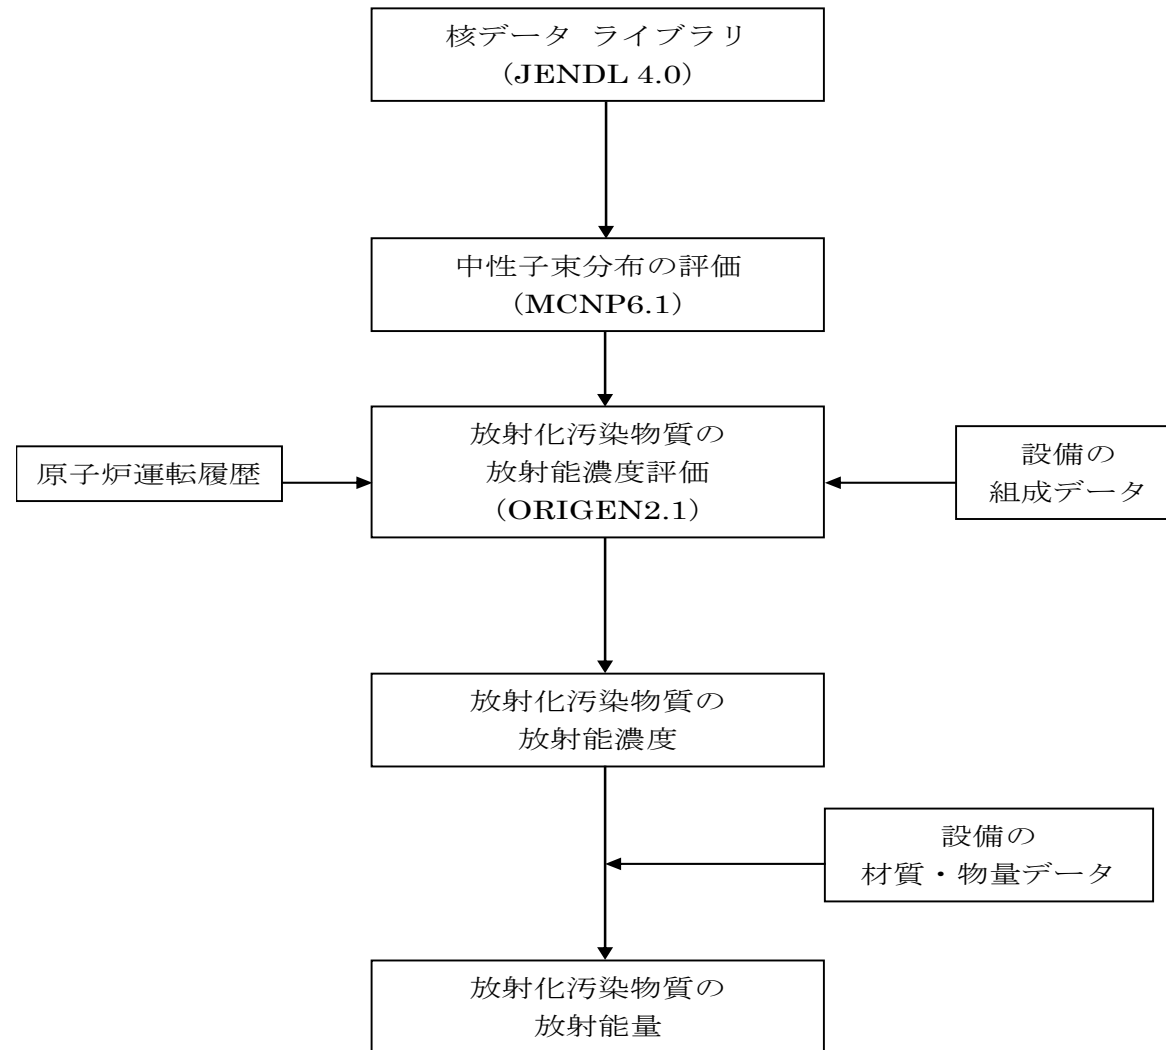 核データ ライブラリ
(JENDL 4.0)
中性子束分布の評価
(MCNP6.1)
放射化汚染物質の
放射能濃度評価
(ORIGEN2.1)
原子炉運転履歴
設備の
組成データ
放射化汚染物質の
放射能濃度
設備の
材質・物量データ
放射化汚染物質の
放射能量